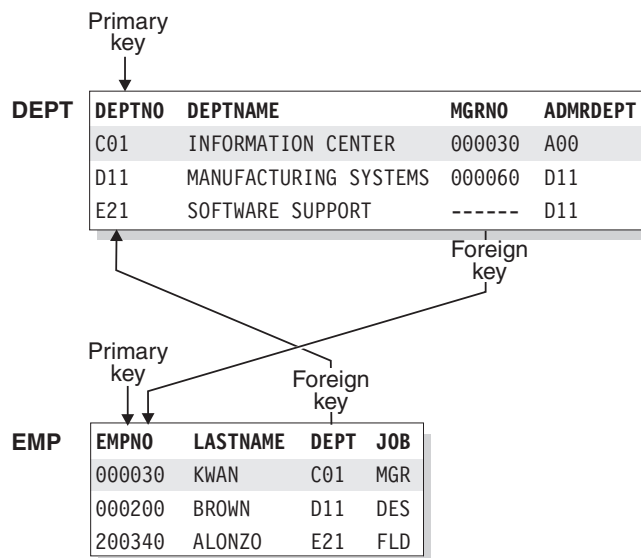 Primary
key
DEPT
DEPTNO DEPTNAME MGRNO ADMRDEPT
C01 INFORMATION CENTER 000030 A00
D11 MANUFACTURING SYSTEMS 000060 D11
E21 SOFTWARE SUPPORT ------ D11
Foreign
key
Primary
key
Foreign
key
EMP
EMPNO LASTNAME DEPT JOB
000030 KWAN C01 MGR
000200 BROWN D11 DES
200340 ALONZO E21 FLD